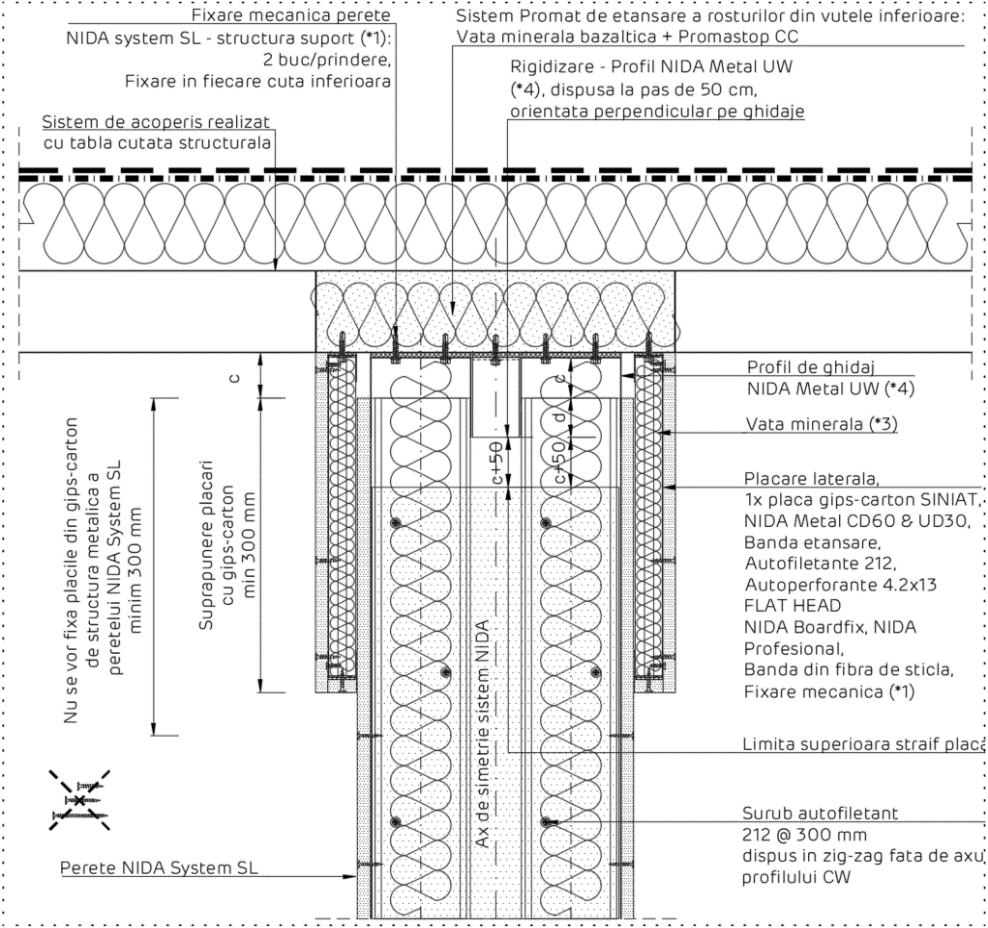 Fixare mecanica perete
NIDA system SL - structura suport (*1):
2 buc/prindere,
Fixare in fiecare cuta inferioara
Sistem Promat de etansare a rosturilor din vutele inferioare:
Vata minerala bazaltica + Promastop CC
Rigidizare - Profil NIDA Metal UW
(*4), dispusa la pas de 50 cm,
orientata perpendicular pe ghidaje
Sistem de acoperis realizat
cu tabla cutata structurala
c
c
d
c+50
c+50
Profil de ghidaj
NIDA Metal UW (*4)
Vata minerala (*3)
Placare laterala,
1x placa gips-carton SINIAT,
NIDA Metal CD60 & UD30,
Banda etansare,
Autofiletante 212,
Autoperforante 4.2x13
FLAT HEAD
NIDA Boardfix, NIDA
Profesional,
Banda din fibra de sticla,
Fixare mecanica (*1)
Nu se vor fixa placile din gips-carton
de structura metalica a
peretelui NIDA System SL
minim 300 mm
Suprapunere placari
cu gips-carton
min 300 mm
Ax de simetrie sistem NIDA
Limita superioara straif placa
Surub autofiletant
212 @ 300 mm
dispus in zig-zag fata de axu
profilului CW
Perete NIDA System SL